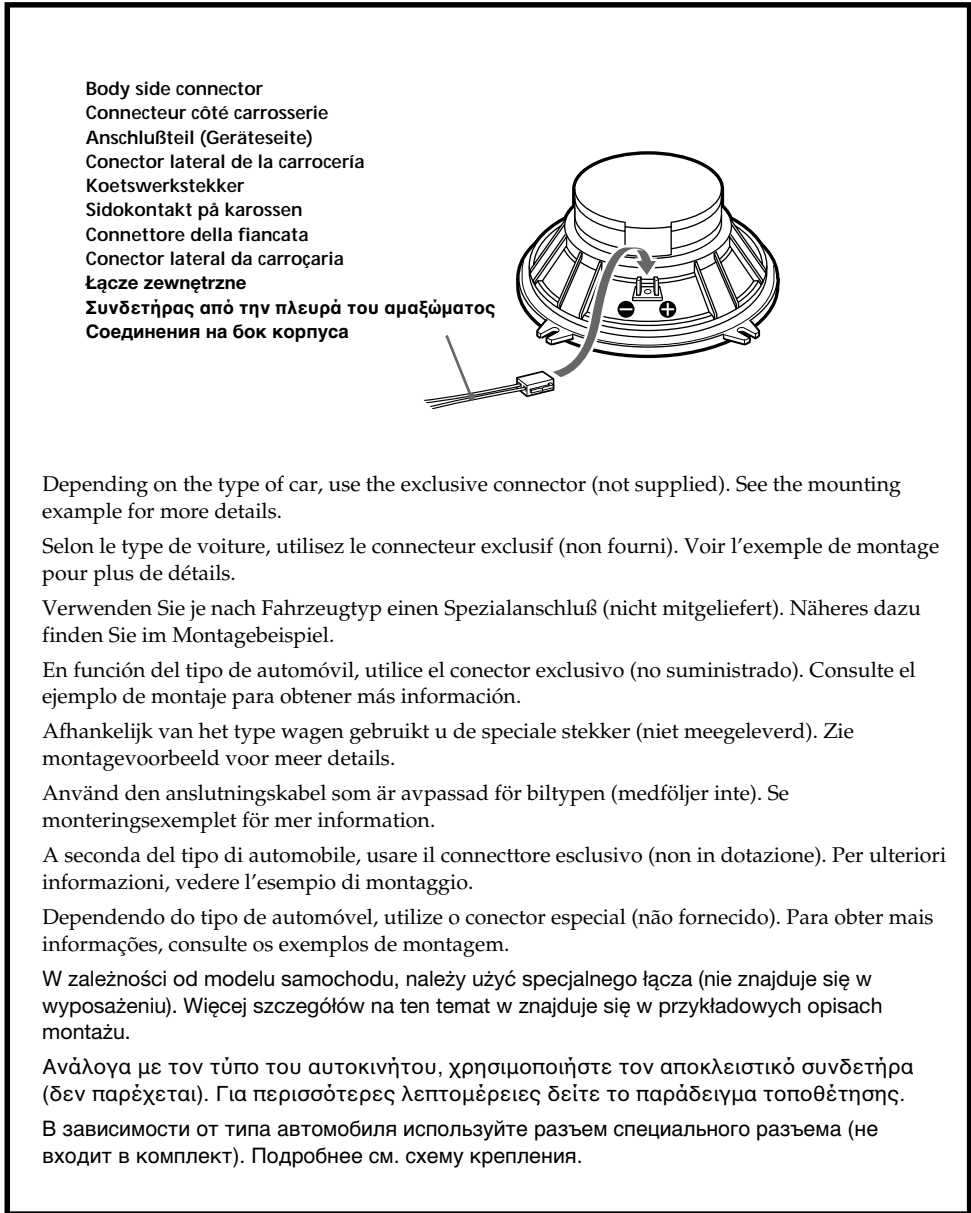 Body side connector
Connecteur côté carrosserie
Anschlußteil (Geräteseite)
Conector lateral de la carrocería
Koetswerkstekker
Sidokontakt på karossen
Connettore della fiancata
Conector lateral da carroçaria
Łącze zewnętrzne
Συνδετήρας από την πλευρά του αμαξώματος
Соединения на бок корпуса
Depending on the type of car, use the exclusive connector (not supplied). See the mounting
example for more details.
Selon le type de voiture, utilisez le connecteur exclusif (non fourni). Voir l'exemple de montage
pour plus de détails.
Verwenden Sie je nach Fahrzeugtyp einen Spezialanschluß (nicht mitgeliefert). Näheres dazu
finden Sie im Montagebeispiel.
En función del tipo de automóvil, utilice el conector exclusivo (no suministrado). Consulte el
ejemplo de montaje para obtener más información.
Afhankelijk van het type wagen gebruikt u de speciale stekker (niet meegeleverd). Zie
montagevoorbeeld voor meer details.
Använd den anslutningskabel som är avpassad för biltypen (medföljer inte). Se
monteringsexemplet för mer information.
A seconda del tipo di automobile, usare il connecttore esclusivo (non in dotazione). Per ulteriori
informazioni, vedere l'esempio di montaggio.
Dependendo do tipo de automóvel, utilize o conector especial (não fornecido). Para obter mais
informações, consulte os exemplos de montagem.
W zależności od modelu samochodu, należy użyć specjalnego łącza (nie znajduje się w
wyposażeniu). Więcej szczegółów na ten temat w znajduje się w przykładowych opisach
montażu.
Ανάλογα με τον τύπο του αυτοκινήτου, χρησιμοποιήστε τον αποκλειστικό συνδετήρα
(δεν παρέχεται). Για περισσότερες λεπτομέρειες δείτε το παράδειγμα τοποθέτησης.
В зависимости от типа автомобиля используйте разъем специального разъема (не
входит в комплект). Подробнее см. схему крепления.